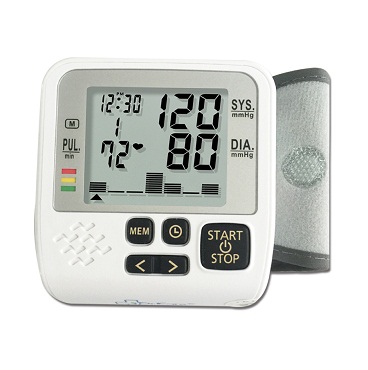 12:30
120
SYS.
mmHg
M
1
PUL.
min
72
80
DIA.
mmHg
MEM
START
STOP
< >